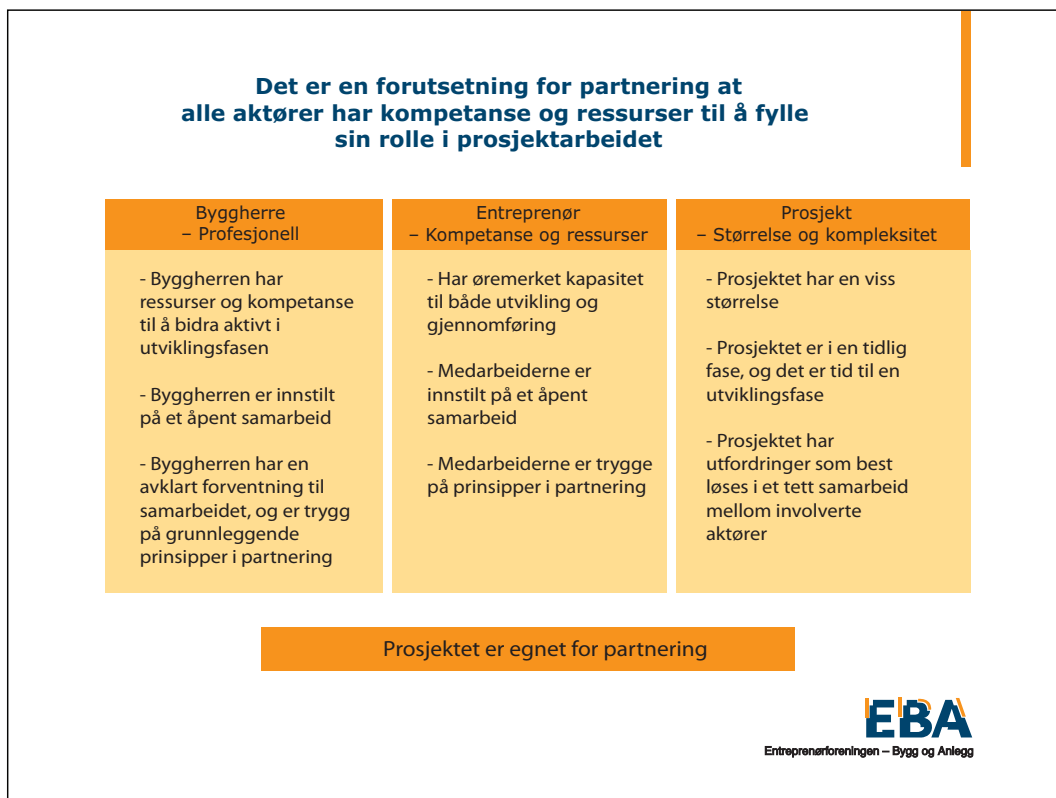 Det er en forutsetning for partnering at
alle aktører har kompetanse og ressurser til å fylle
sin rolle i prosjektarbeidet
Byggherre
– Profesjonell
- Byggherren har
ressurser og kompetanse
til å bidra aktivt i
utviklingsfasen
- Byggherren er innstilt
på et åpent samarbeid
- Byggherren har en
avklart forventning til
samarbeidet, og er trygg
på grunnleggende
prinsipper i partnering
Entreprenør
– Kompetanse og ressurser
- Har øremerket kapasitet
til både utvikling og
gjennomføring
- Medarbeiderne er
innstilt på et åpent
samarbeid
- Medarbeiderne er trygge
på prinsipper i partnering
Prosjekt
– Størrelse og kompleksitet
- Prosjektet har en viss
størrelse
- Prosjektet er i en tidlig
fase, og det er tid til en
utviklingsfase
- Prosjektet har
utfordringer som best
løses i et tett samarbeid
mellom involverte
aktører
Prosjektet er egnet for partnering
EBA
Entreprenørforeningen – Bygg og Anlegg